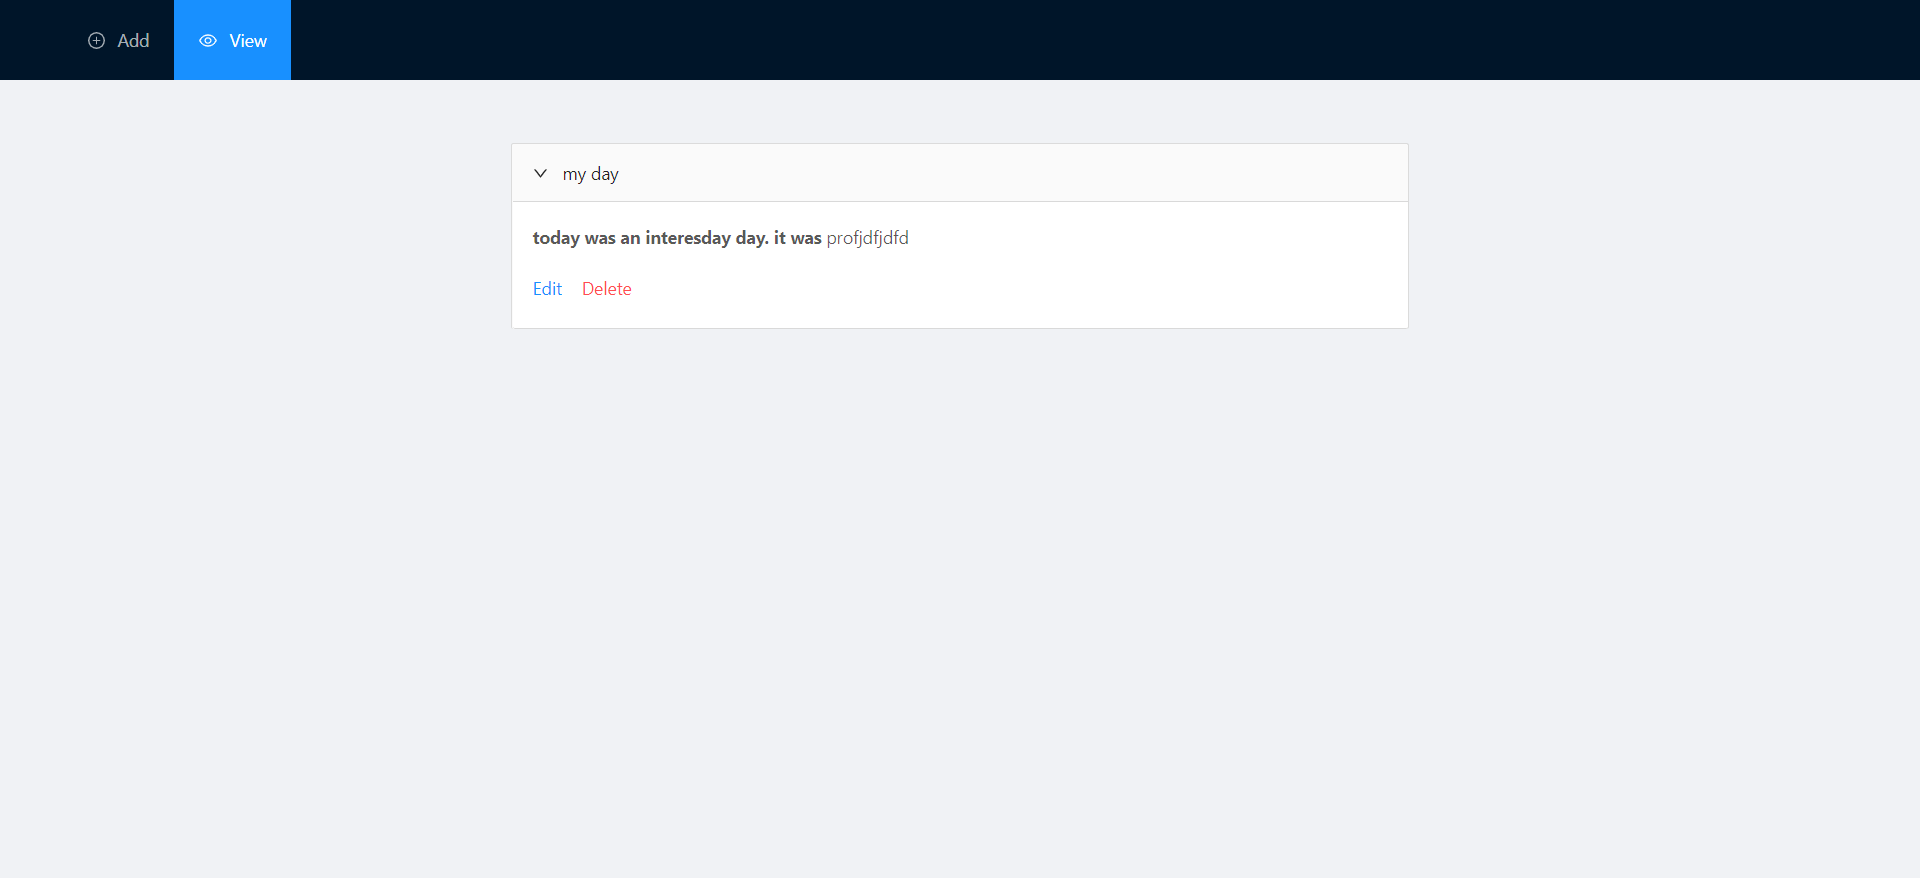 Add View
my day
today was an interesday day. it was profjdfjdfd
Edit Delete